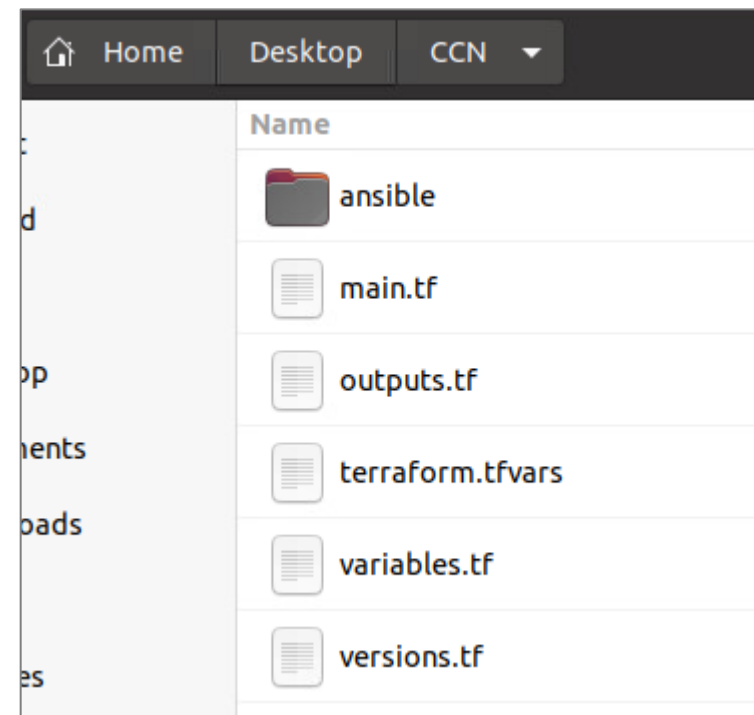 Home Desktop CCN
Name
ansible
main.tf
outputs.tf
terraform.tfvars
variables.tf
versions.tf